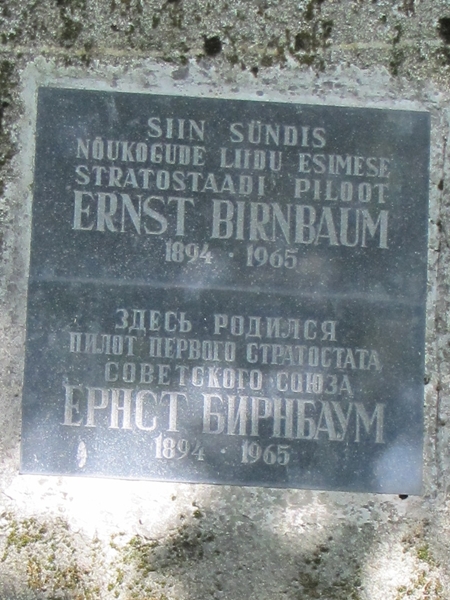 SIIN SÜNDIS
NÕUKOGUDE LIIDU ESIMESE
STRATOSTAADI PILOOT
ERNST BIRNBAUM
1894 · 1965
ЗДЕСЬ РОДИЛСЯ
ПИЛОТ ПЕРВОГО СТРАТОСТАТА
СОВЕТСКОГО СОЮЗА
ЕРНСТ БИРНБАУМ
1894 · 1965